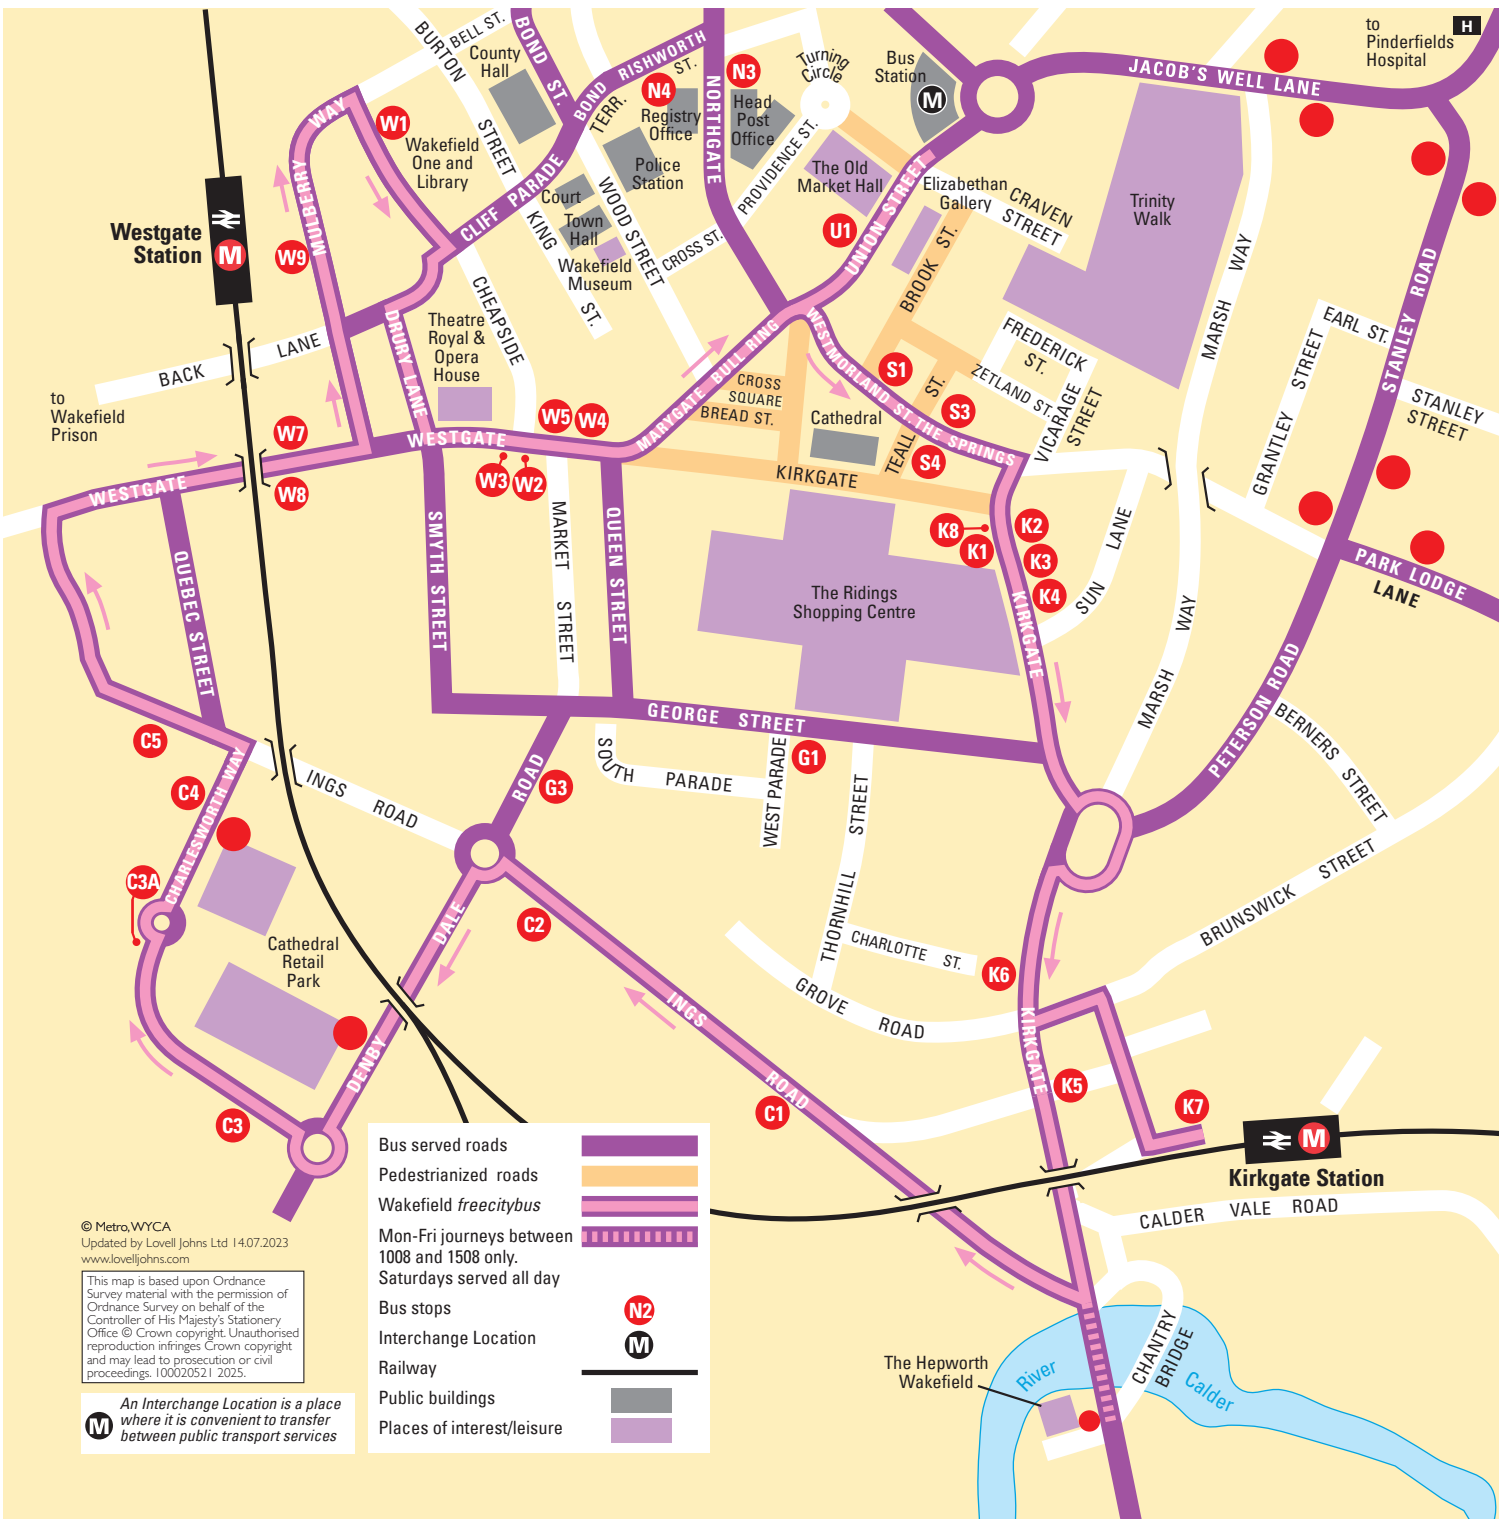 to
Pinderfields
Hospital
H
BURTON
STREET
BELL ST.
BOND ST.
County
Hall
BOND
TERR.
RISHWORTH
ST.
N4
Registry
Office
NORTHGATE
N3
Head
Post
Office
Turning
Circle
Bus
Station
M
JACOB'S WELL LANE
WAY
W1
Wakefield
One and
Library
MULBERRY
W9
CLIFF PARADE
Police
Station
Court
Town
Hall
Wakefield
Museum
KING
ST.
WOOD STREET
CROSS ST.
PROVIDENCE ST.
The Old
Market Hall
U1
UNION STREET
Elizabethan
Gallery
CRAVEN
STREET
BROOK
ST.
Trinity
Walk
MARSH WAY
STANLEY ROAD
Westgate
Station
M
BACK
LANE
to
Wakefield
Prison
DRURY LANE
Theatre
Royal &
Opera
House
CHEAPSIDE
EARL ST.
GRANTLEY STREET
STANLEY
STREET
FREDERICK
ST.
ZETLAND ST.
VICARAGE
STREET
WESTMORLAND ST.
THE SPRINGS
S1
S3
S4
TEALL
ST.
CROSS
SQUARE
BREAD ST.
Cathedral
MARYGATE
BULL RING
KIRKGATE
W5
W4
W3
W2
W7
W8
WESTGATE
WESTGATE
QUEBEC STREET
SMYTH STREET
MARKET STREET
QUEEN STREET
The Ridings
Shopping Centre
K8
K1
K2
K3
K4
KIRKGATE
SUN LANE
MARSH WAY
PARK LODGE
LANE
PETERSON ROAD
BERNERS STREET
BRUNSWICK STREET
GEORGE STREET
G1
G3
ROAD
SOUTH PARADE
WEST PARADE
THORNHILL STREET
CHARLOTTE ST.
GROVE ROAD
C5
C4
CHARLESWORTH WAY
C3A
INGS ROAD
Cathedral
Retail
Park
C3
DENBY
DALE
C2
INGS
ROAD
C1
K6
KIRKGATE
K5
K7
M
Kirkgate Station
CALDER VALE ROAD
CHANTRY
BRIDGE
River
Calder
The Hepworth
Wakefield
Bus served roads
Pedestrianized roads
Wakefield freecitybus
Mon-Fri journeys between
1008 and 1508 only.
Saturdays served all day
Bus stops
N2
Interchange Location
M
Railway
Public buildings
Places of interest/leisure
© Metro, WYCA
Updated by Lovell Johns Ltd 14.07.2023
www.lovelljohns.com
This map is based upon Ordnance
Survey material with the permission of
Ordnance Survey on behalf of the
Controller of His Majesty's Stationery
Office © Crown copyright. Unauthorised
reproduction infringes Crown copyright
and may lead to prosecution or civil
proceedings. 100020521 2025.
M
An Interchange Location is a place
where it is convenient to transfer
between public transport services